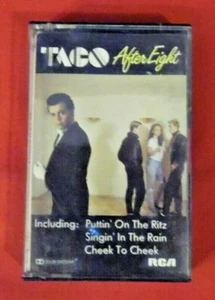 TACO After Eight
Including: Puttin' On The Ritz
Singin' In The Rain
Cheek To Cheek
RCA